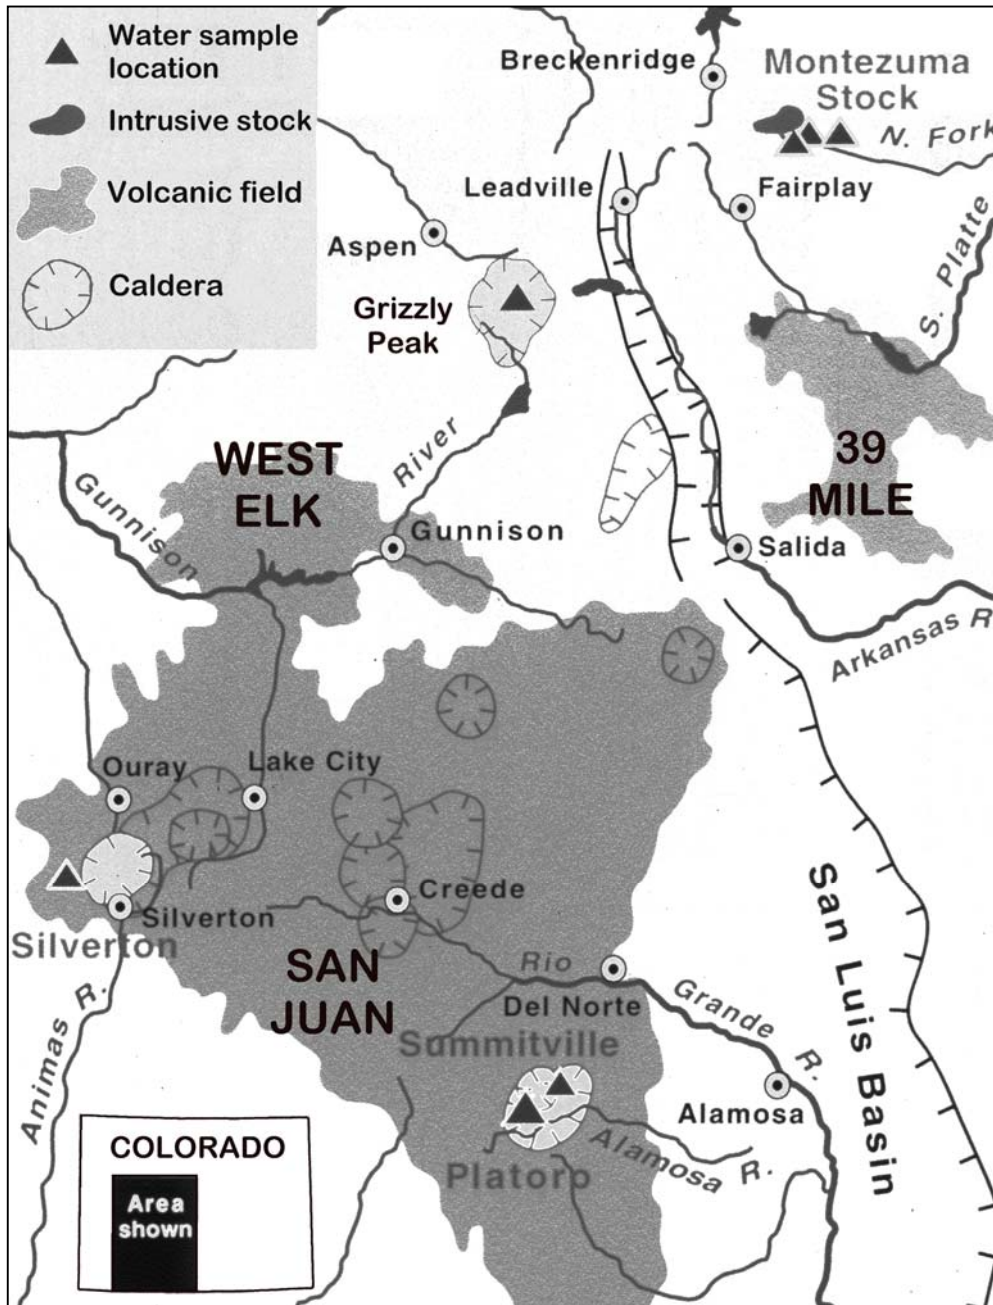 Water sample
location
Intrusive stock
Volcanic field
Caldera
Breckenridge
Montezuma
Stock
N. Fork
Leadville
Fairplay
Aspen
S. Platte
Grizzly
Peak
WEST
ELK
River
39
MILE
Gunnison
Gunnison
Salida
Arkansas R
Ouray
Lake City
Creede
Silverton
Silverton
SAN
JUAN
Rio
Grande
R.
Del Norte
Summitville
San Luis Basin
Animas R.
Alamosa
Alamosa R.
Platoro
COLORADO
Area
shown